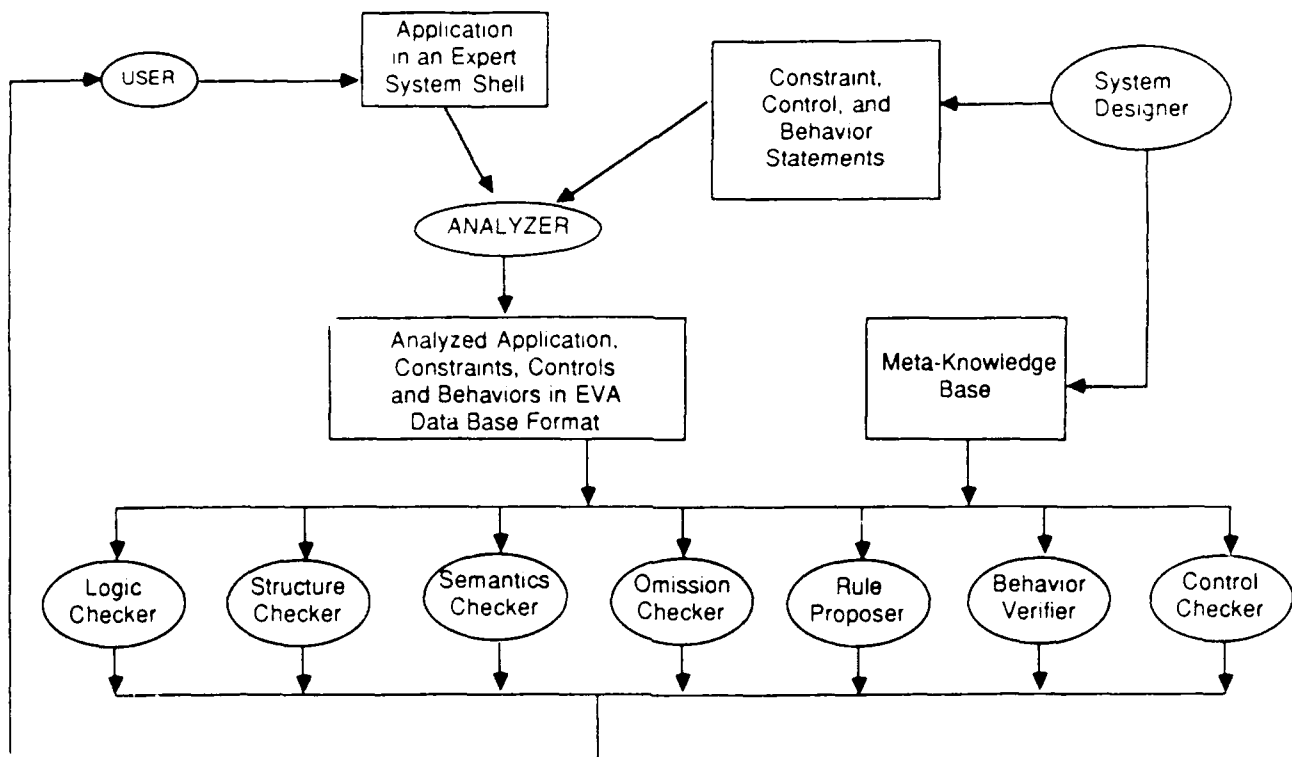 USER
Application
in an Expert
System Shell
Constraint,
Control, and
Behavior
Statements
System
Designer
ANALYZER
Analyzed Application,
Constraints, Controls
and Behaviors in EVA
Data Base Format
Meta-Knowledge
Base
Logic
Checker
Structure
Checker
Semantics
Checker
Omission
Checker
Rule
Proposer
Behavior
Verifier
Control
Checker